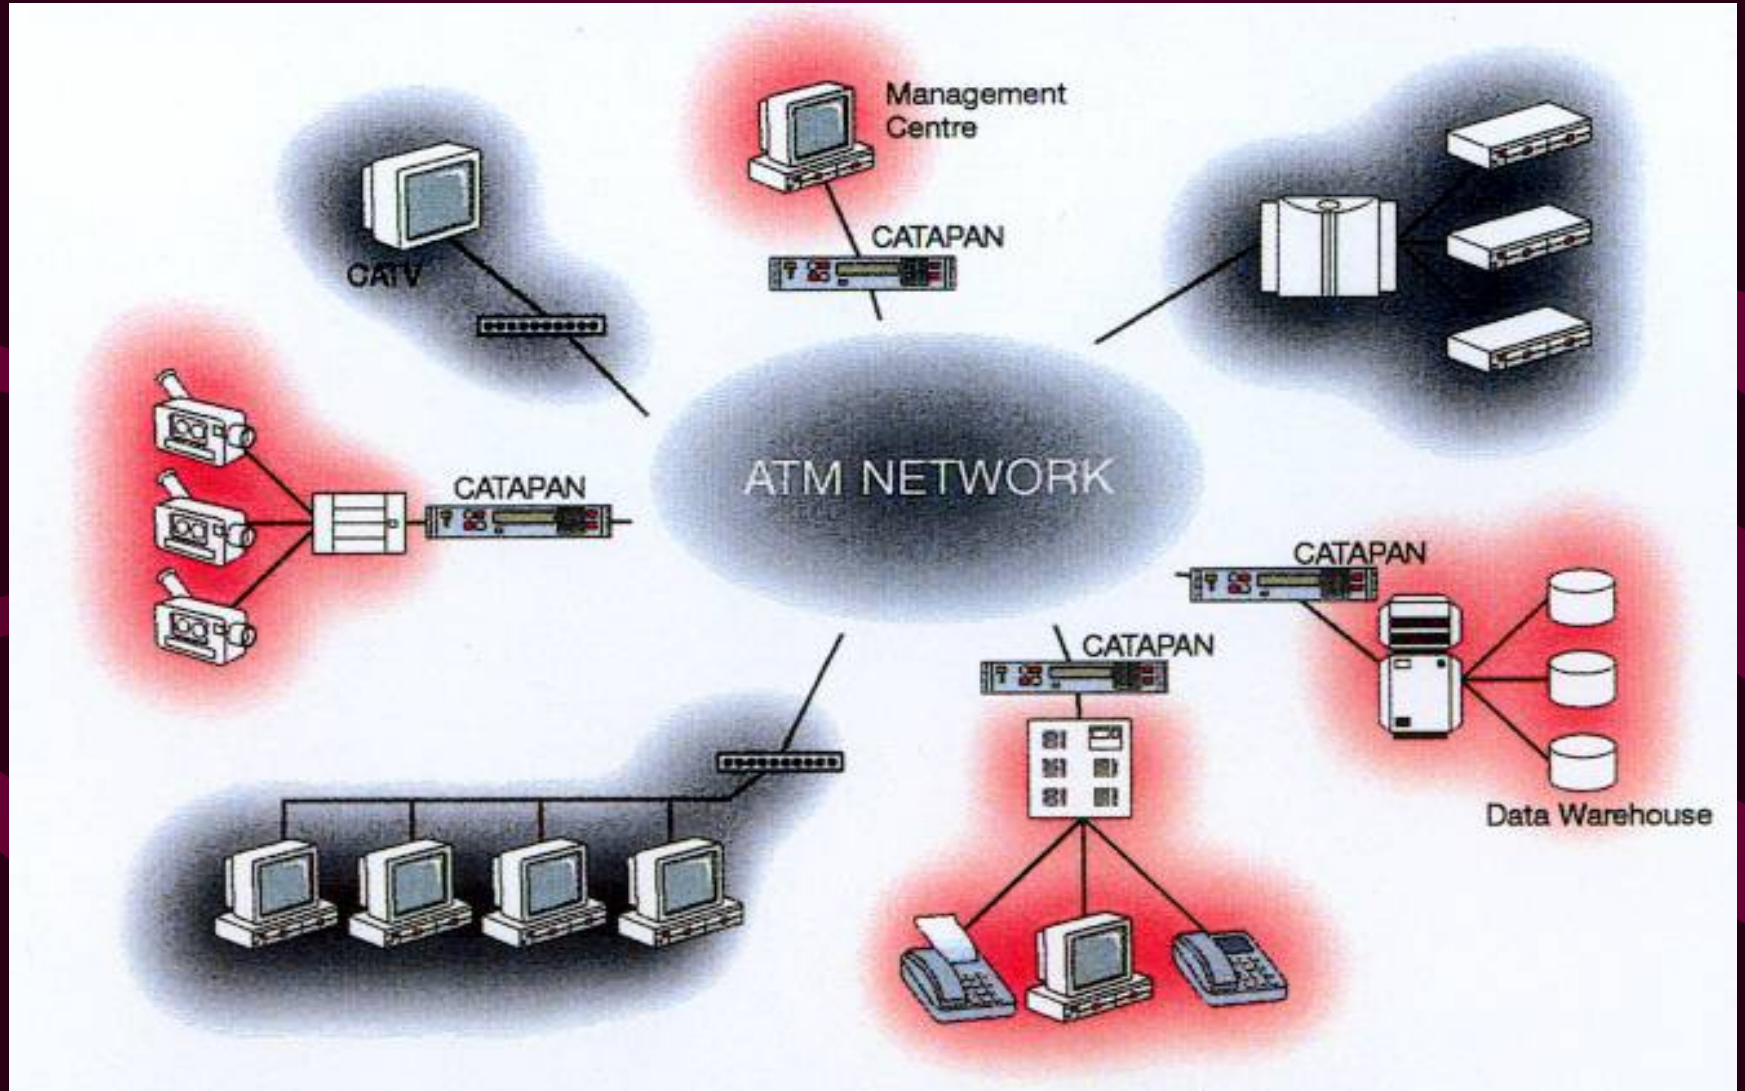 Management
Centre
CATAPAN
CATV
ATM NETWORK
CATAPAN
CATAPAN
CATAPAN
Data Warehouse